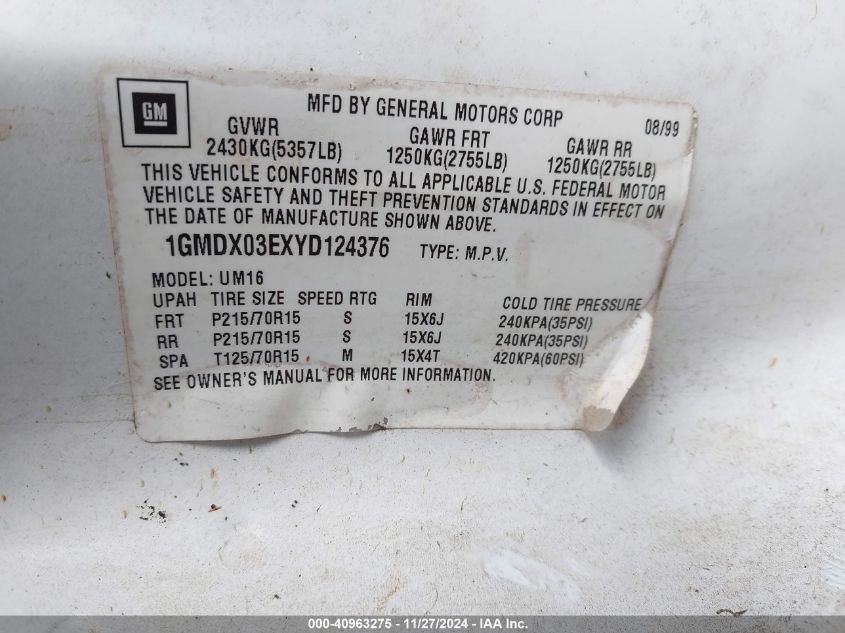 GM
MFD BY GENERAL MOTORS CORP 08/99
GVWR GAWR FRT GAWR RR
2430KG(5357LB) 1250KG(2755LB) 1250KG(2755LB)
THIS VEHICLE CONFORMS TO ALL APPLICABLE U.S. FEDERAL MOTOR
VEHICLE SAFETY AND THEFT PREVENTION STANDARDS IN EFFECT ON
THE DATE OF MANUFACTURE SHOWN ABOVE.
1GMDX03EXYD124376 TYPE: M.P.V.
MODEL: UM16
UPAH TIRE SIZE SPEED RTG RIM COLD TIRE PRESSURE
FRT P215/70R15 S 15X6J 240KPA(35PSI)
RR P215/70R15 S 15X6J 240KPA(35PSI)
SPA T125/70R15 M 15X4T 420KPA(60PSI)
SEE OWNER'S MANUAL FOR MORE INFORMATION.
000-40963275 - 11/27/2024 - IAA Inc.